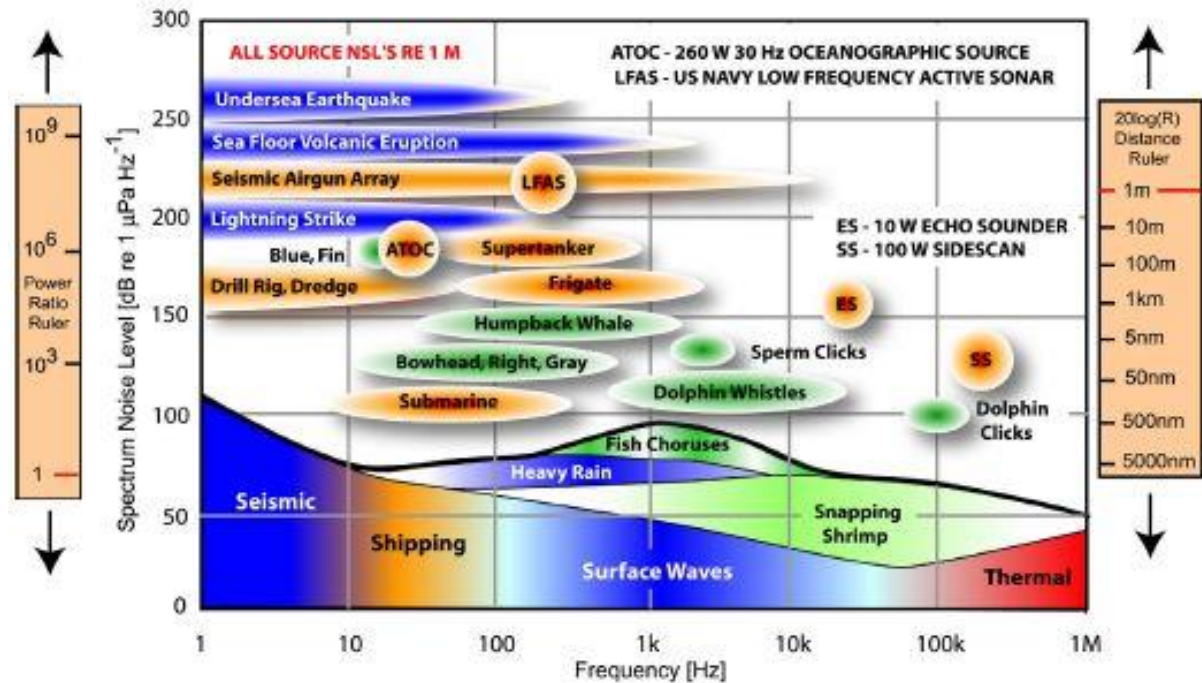 300
250
200
150
100
50
0
Spectrum Noise Level [dB re 1 µPa Hz⁻¹]
1
10
100
1k
10k
100k
1M
Frequency [Hz]
ALL SOURCE NSL'S RE 1 M
ATOC - 260 W 30 Hz OCEANOGRAPHIC SOURCE
LFAS - US NAVY LOW FREQUENCY ACTIVE SONAR
Undersea Earthquake
Sea Floor Volcanic Eruption
Seismic Airgun Array
LFAS
Lightning Strike
ES - 10 W ECHO SOUNDER
SS - 100 W SIDESCAN
Blue, Fin
ATOC
Supertanker
Drill Rig, Dredge
Frigate
ES
Humpback Whale
Sperm Clicks
Bowhead, Right, Gray
SS
Dolphin Whistles
Submarine
Dolphin
Clicks
Fish Choruses
Heavy Rain
Seismic
Snapping
Shrimp
Shipping
Surface Waves
Thermal
10⁹
10⁶
Power
Ratio
Ruler
10³
1
20log(R)
Distance
Ruler
1m
10m
100m
1km
5nm
50nm
500nm
5000nm